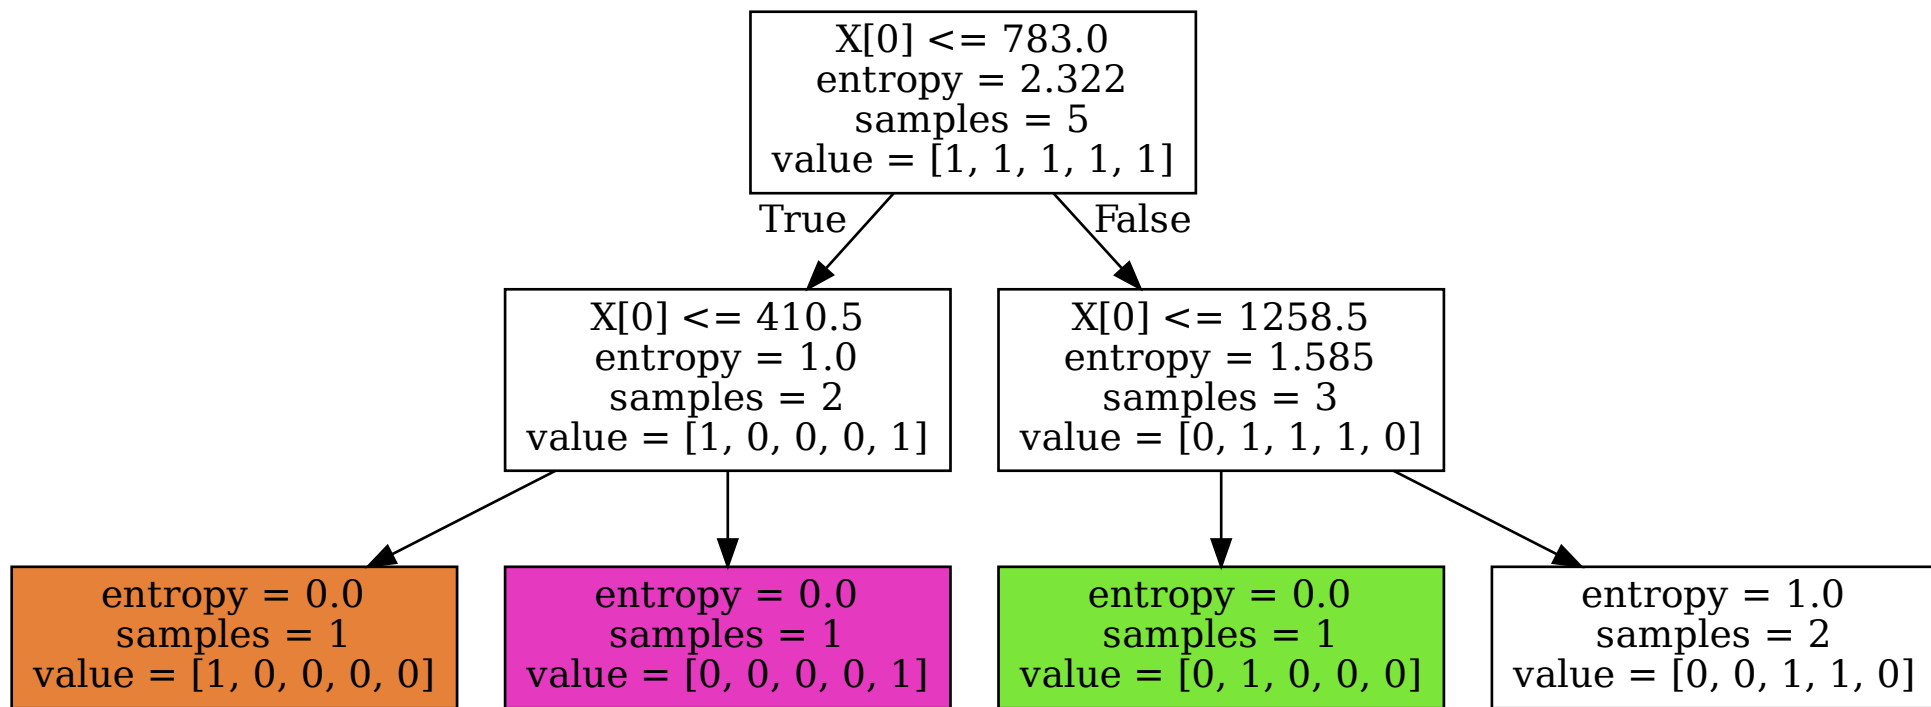 X[0] <= 783.0
entropy = 2.322
samples = 5
value = [1, 1, 1, 1, 1]
True
False
X[0] <= 410.5
entropy = 1.0
samples = 2
value = [1, 0, 0, 0, 1]
X[0] <= 1258.5
entropy = 1.585
samples = 3
value = [0, 1, 1, 1, 0]
entropy = 0.0
samples = 1
value = [1, 0, 0, 0, 0]
entropy = 0.0
samples = 1
value = [0, 0, 0, 0, 1]
entropy = 0.0
samples = 1
value = [0, 1, 0, 0, 0]
entropy = 1.0
samples = 2
value = [0, 0, 1, 1, 0]